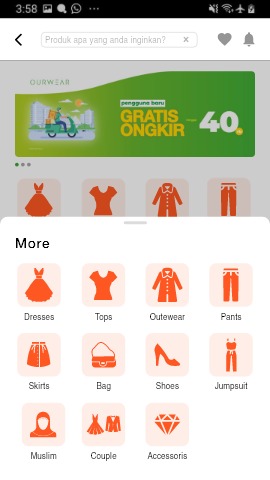 3:58
Produk apa yang anda inginkan?
OURWEAR
pengguna baru
GRATIS
ONGKIR
40
More
Dresses Tops Outewear Pants
Skirts Bag Shoes Jumpsuit
Muslim Couple Accessoris